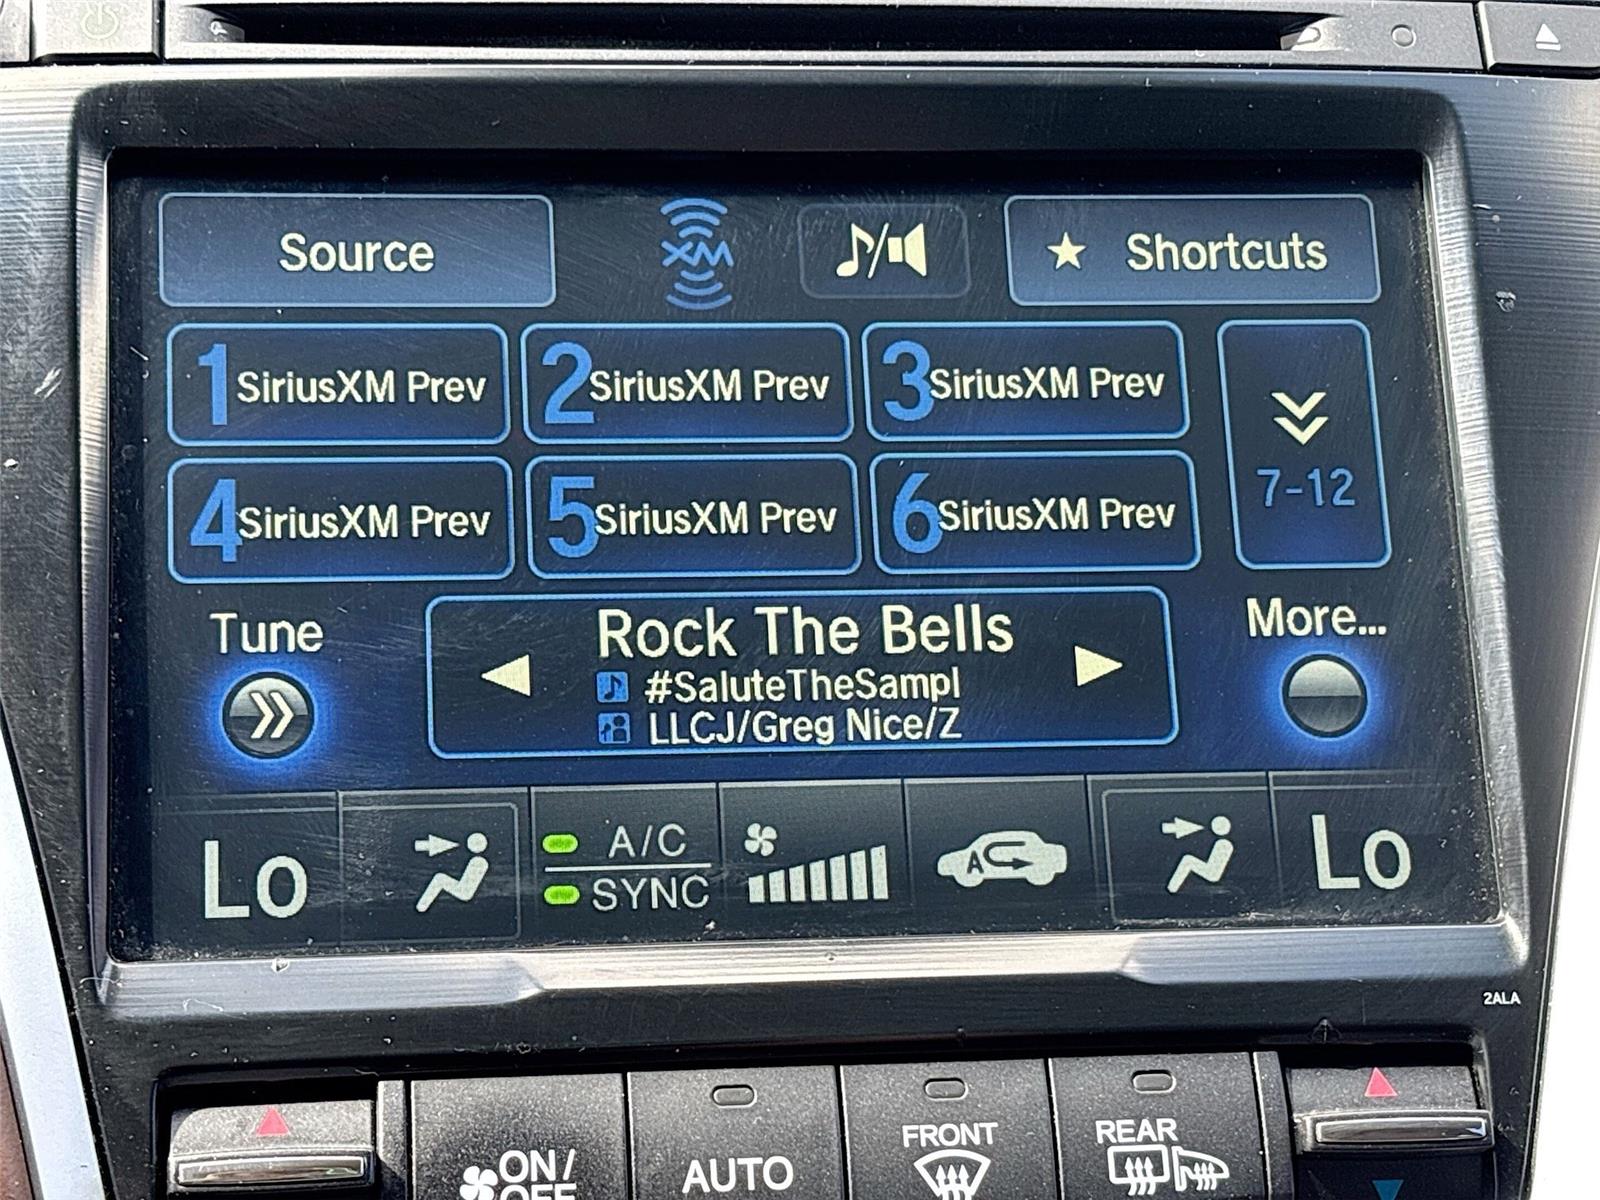 Source
XM
Shortcuts
1 SiriusXM Prev
2 SiriusXM Prev
3 SiriusXM Prev
4 SiriusXM Prev
5 SiriusXM Prev
6 SiriusXM Prev
7-12
Tune
Rock The Bells
#SaluteTheSampl
LLCJ/Greg Nice/Z
More...
Lo
A/C
SYNC
A
Lo
2ALA
ON/
OFF
AUTO
FRONT
REAR